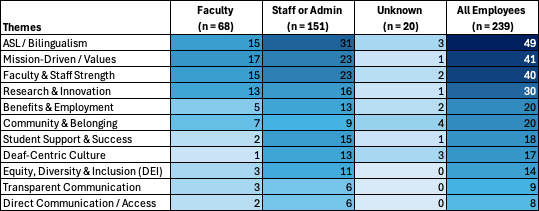 Themes Faculty (n = 68) Staff or Admin (n = 151) Unknown (n = 20) All Employees (n = 239)
ASL / Bilingualism 15 31 3 49
Mission-Driven / Values 17 23 1 41
Faculty & Staff Strength 15 23 2 40
Research & Innovation 13 16 1 30
Benefits & Employment 5 13 2 20
Community & Belonging 7 9 4 20
Student Support & Success 2 15 1 18
Deaf-Centric Culture 1 13 3 17
Equity, Diversity & Inclusion (DEI) 3 11 0 14
Transparent Communication 3 6 0 9
Direct Communication / Access 2 6 0 8